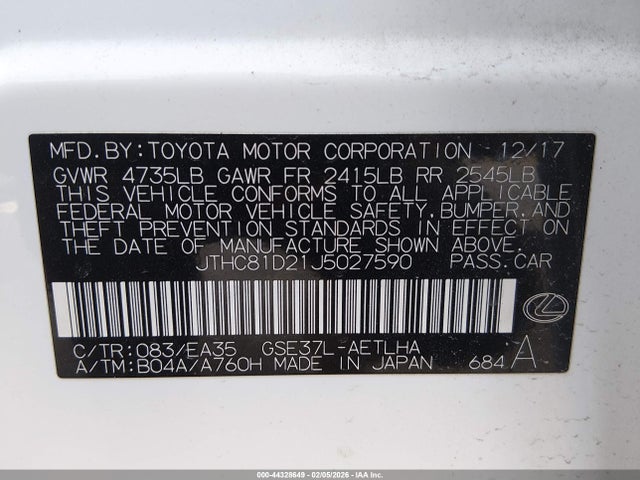 MFD.BY:TOYOTA MOTOR CORPORATION 12/17
GVWR 4735LB GAWR FR 2415LB RR 2545LB
THIS VEHICLE CONFORMS TO ALL APPLICABLE
FEDERAL MOTOR VEHICLE SAFETY, BUMPER, AND
THEFT PREVENTION STANDARDS IN EFFECT ON
THE DATE OF MANUFACTURE SHOWN ABOVE.
JTHC81D21J5027590 PASS.CAR
C/TR:083/EA35 GSE37L-AETLHA
A/TM:B04A/A760H MADE IN JAPAN 684 A
000-44328649 - 02/05/2026 - IAA Holdings, LLC.